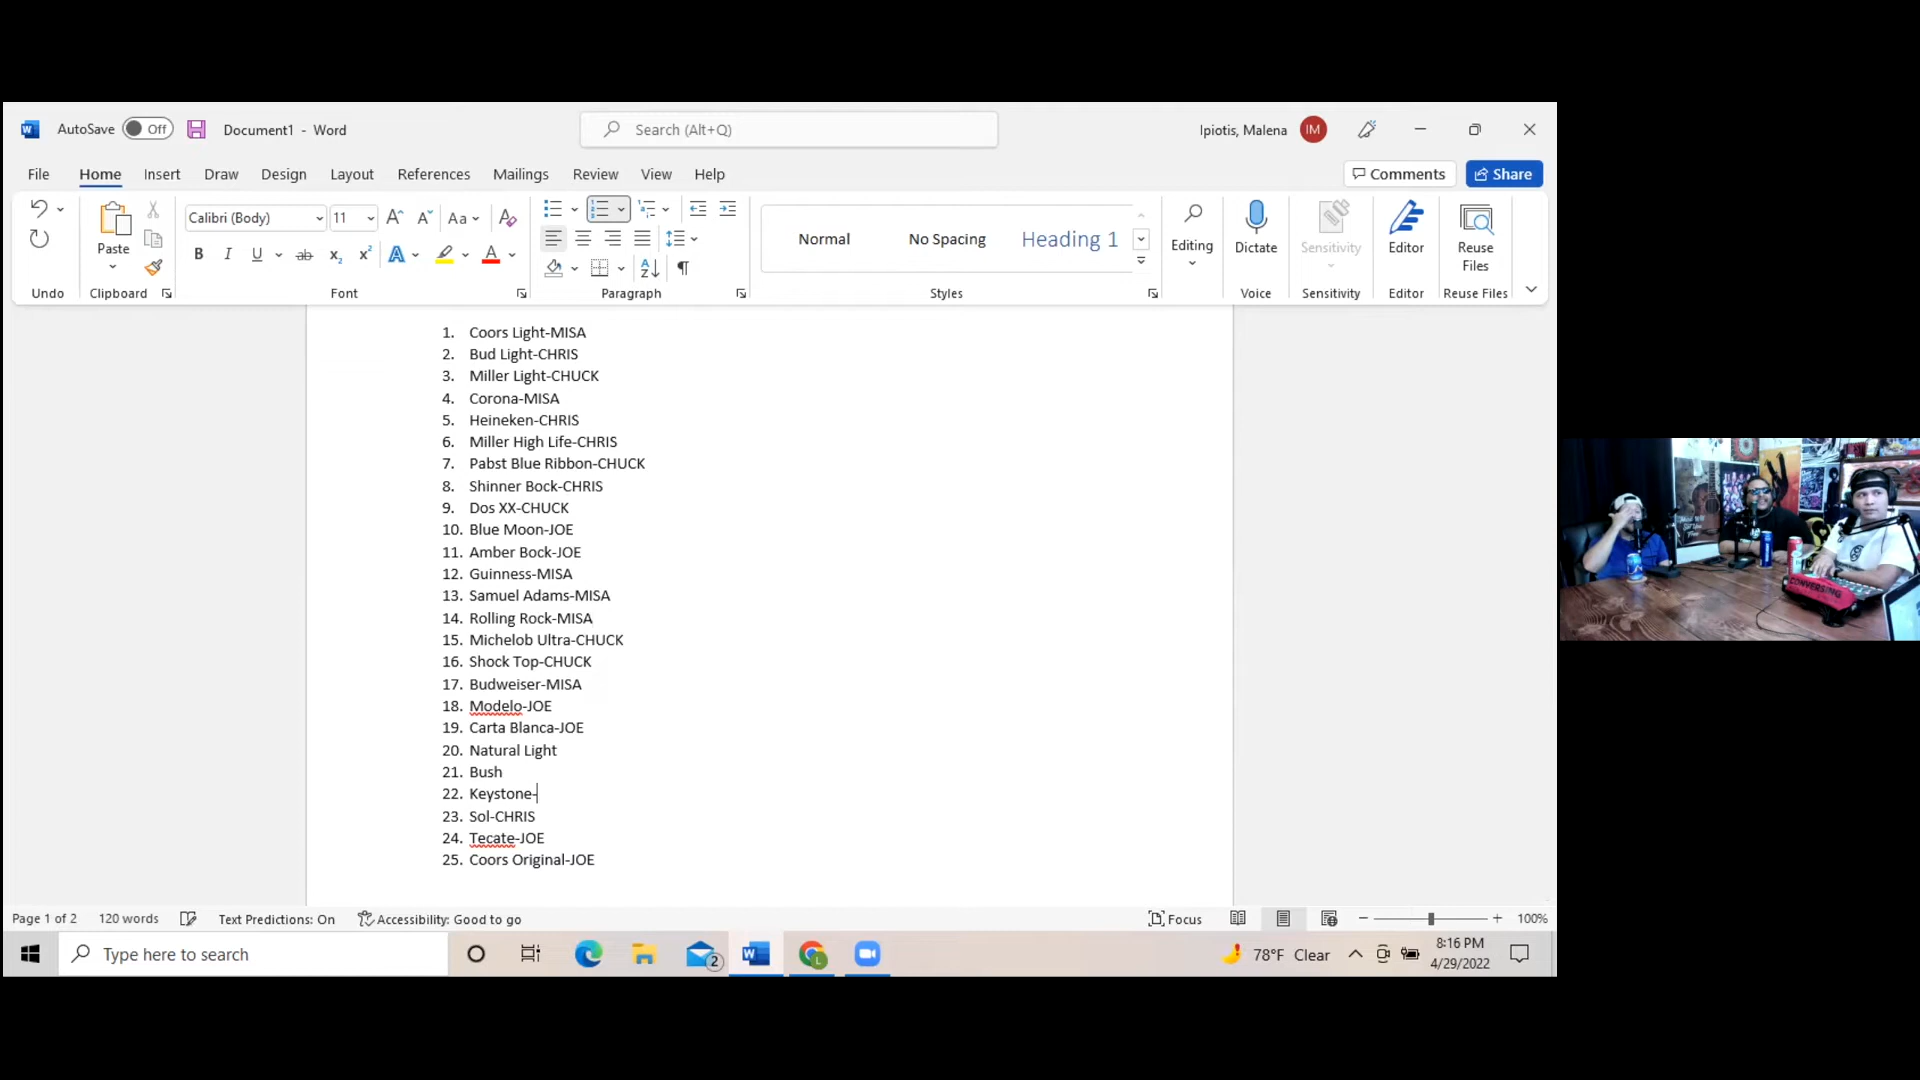 AutoSave Off Document1 - Word Search (Alt+Q) Ipiotis, Malena IM
File Home Insert Draw Design Layout References Mailings Review View Help Comments Share
Calibri (Body) 11 Aa
Paste
Normal No Spacing Heading 1
Editing Dictate Sensitivity Editor Reuse Files
Undo Clipboard Font Paragraph Styles Voice Sensitivity Editor Reuse Files
1. Coors Light-MISA
2. Bud Light-CHRIS
3. Miller Light-CHUCK
4. Corona-MISA
5. Heineken-CHRIS
6. Miller High Life-CHRIS
7. Pabst Blue Ribbon-CHUCK
8. Shinner Bock-CHRIS
9. Dos XX-CHUCK
10. Blue Moon-JOE
11. Amber Bock-JOE
12. Guinness-MISA
13. Samuel Adams-MISA
14. Rolling Rock-MISA
15. Michelob Ultra-CHUCK
16. Shock Top-CHUCK
17. Budweiser-MISA
18. Modelo-JOE
19. Carta Blanca-JOE
20. Natural Light
21. Bush
22. Keystone-
23. Sol-CHRIS
24. Tecate-JOE
25. Coors Original-JOE
CONVERSING
Page 1 of 2 120 words Text Predictions: On Accessibility: Good to go Focus 100%
Type here to search 2 78°F Clear 8:16 PM
4/29/2022